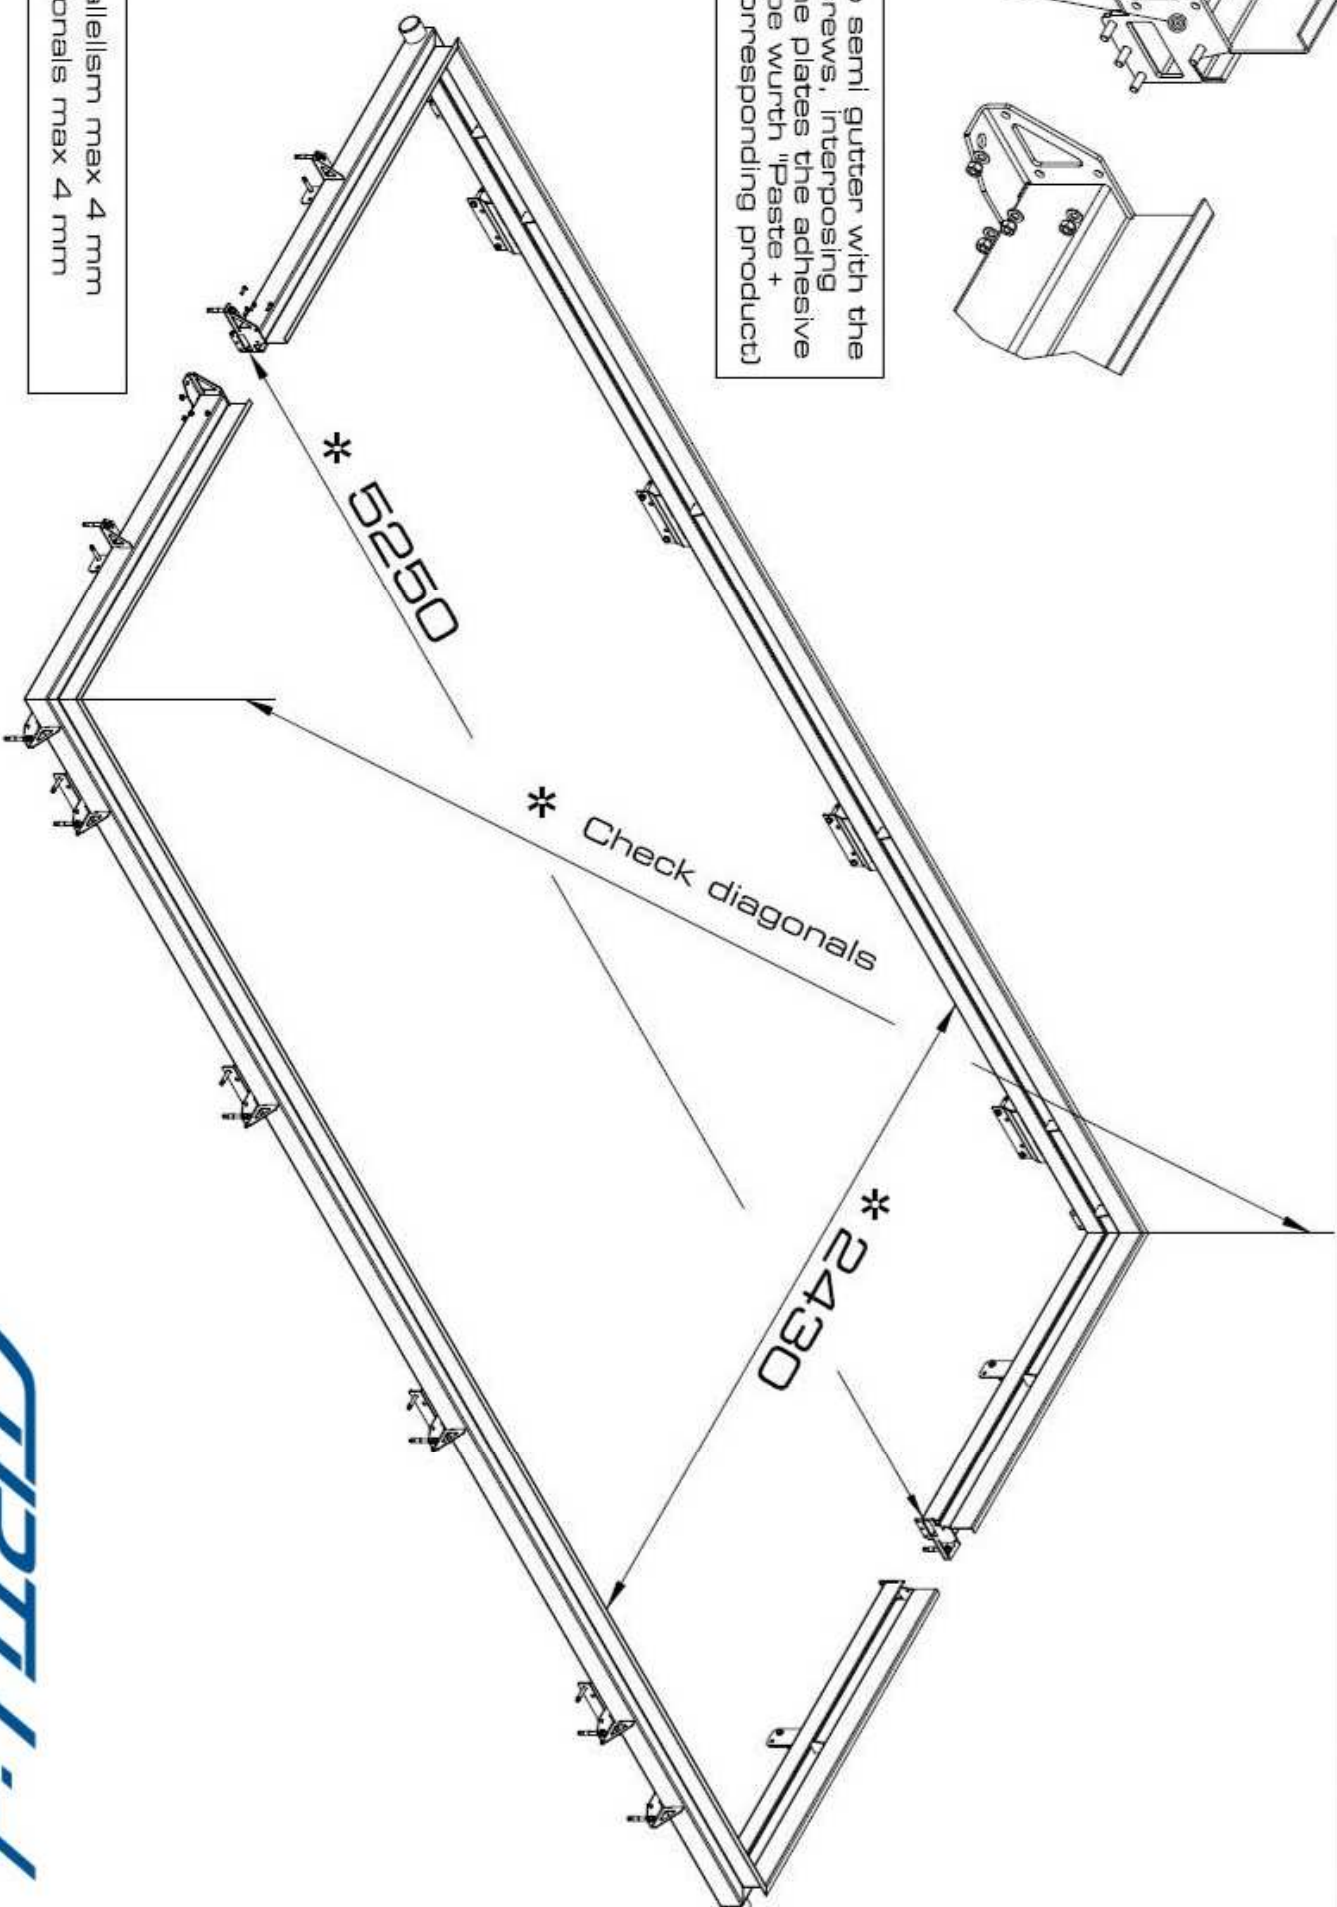 semi gutter with the
rews, interposing
plates the adhesive
wurth "Paste +
orresponding product)
allelism max 4 mm
onals max 4 mm
* 5250
* Check diagonals
* 2430